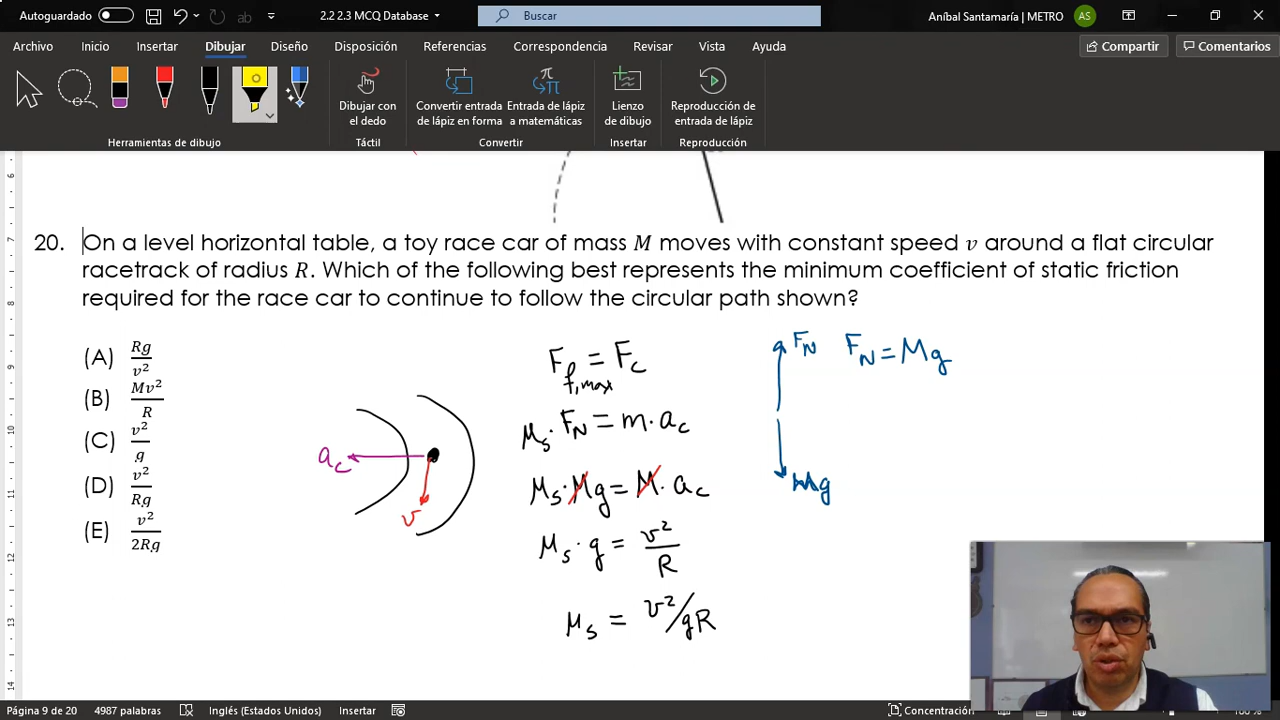 Autoguardado
2.2 2.3 MCQ Database
Buscar
Aníbal Santamaría | METRO
AS
Archivo Inicio Insertar Dibujar Diseño Disposición Referencias Correspondencia Revisar Vista Ayuda
Compartir
Comentarios
Dibujar con el dedo
Convertir entrada de lápiz en forma
Entrada de lápiz a matemáticas
Lienzo de dibujo
Reproducción de entrada de lápiz
Herramientas de dibujo
Táctil
Convertir
Insertar
Reproducción
20. On a level horizontal table, a toy race car of mass M moves with constant speed v around a flat circular
racetrack of radius R. Which of the following best represents the minimum coefficient of static friction
required for the race car to continue to follow the circular path shown?
(A) Rg/v²
(B) Mv²/R
(C) v²/g
(D) v²/Rg
(E) v²/2Rg
a_c
v
F_f,max = F_c
μ_s · F_N = m · a_c
μ_s · Mg = M · a_c
μ_s · g = v²/R
μ_s = v²/gR
F_N
F_N = Mg
Mg
Página 9 de 20
4987 palabras
Inglés (Estados Unidos)
Insertar
Concentración